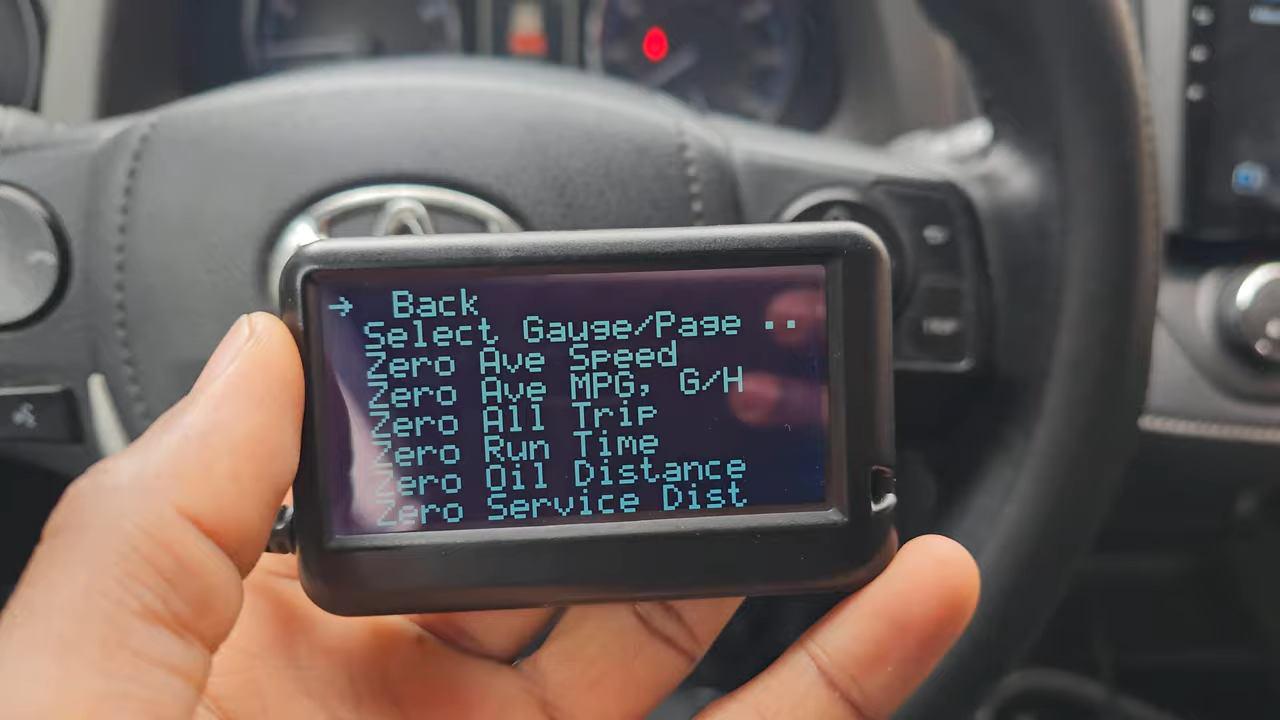 → Back
Select Gauge/Page ..
Zero Ave Speed
Zero Ave MPG, G/H
Zero All Trip
Zero Run Time
Zero Oil Distance
Zero Service Dist